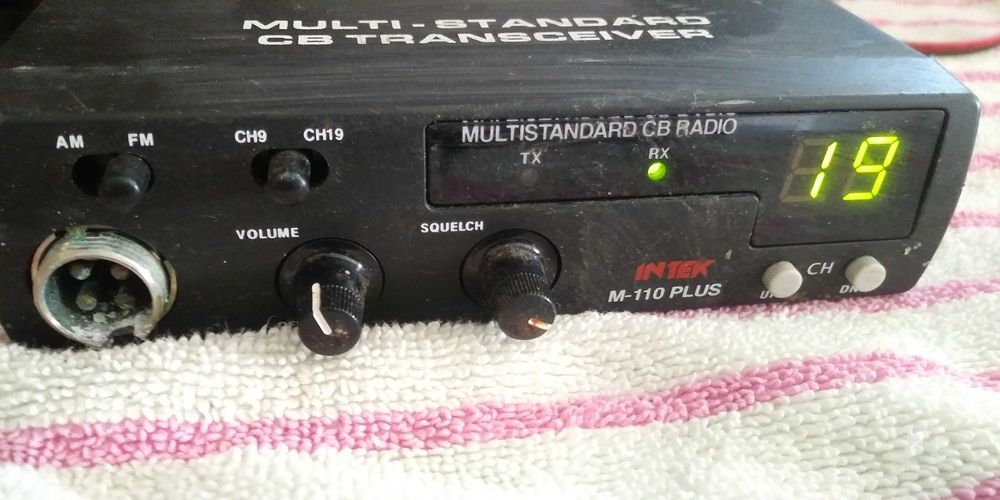 MULTI-STANDARD
CB TRANSCEIVER
AM FM
CH9 CH19
MULTISTANDARD CB RADIO
TX RX
19
VOLUME
SQUELCH
INTEK
M-110 PLUS
CH